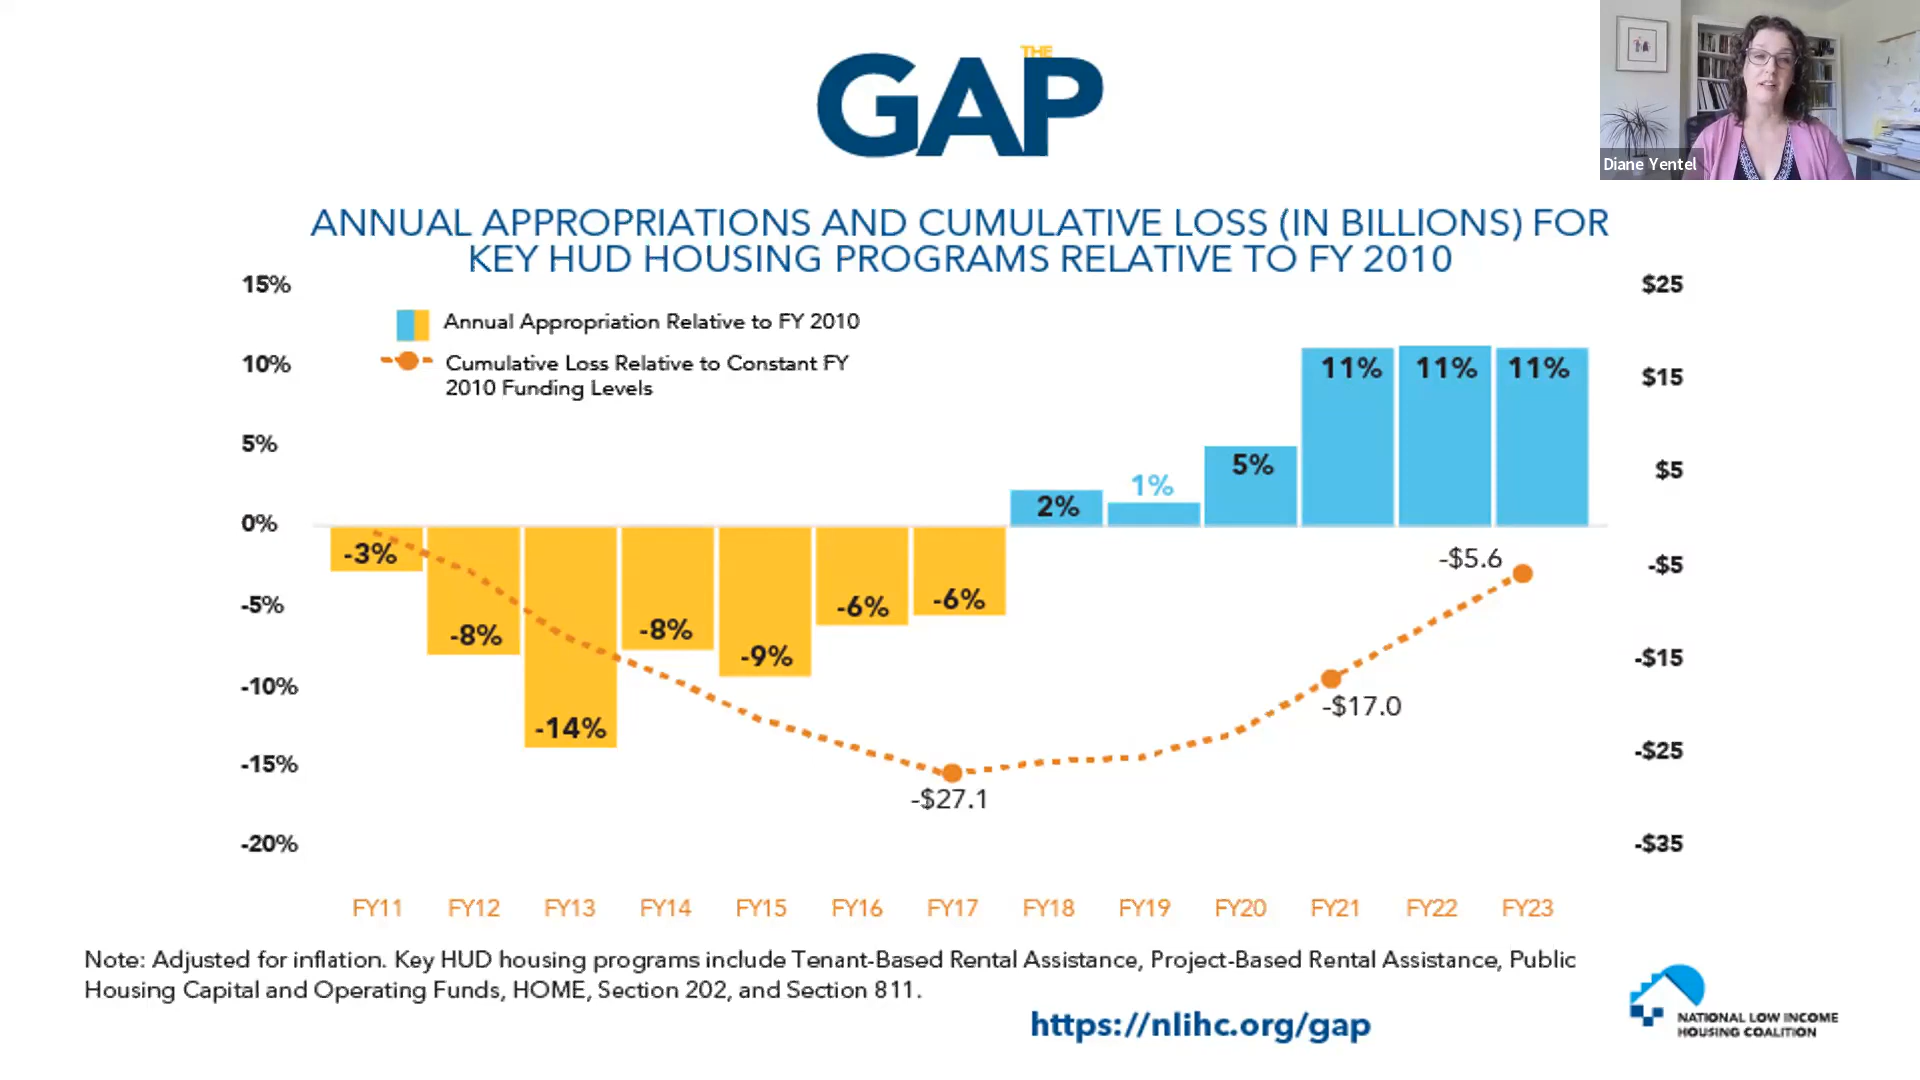 THE
GAP
Diane Yentel
ANNUAL APPROPRIATIONS AND CUMULATIVE LOSS (IN BILLIONS) FOR
KEY HUD HOUSING PROGRAMS RELATIVE TO FY 2010
15%
10%
5%
0%
-5%
-10%
-15%
-20%
Annual Appropriation Relative to FY 2010
Cumulative Loss Relative to Constant FY
2010 Funding Levels
-3%
-8%
-14%
-8%
-9%
-6%
-6%
2%
1%
5%
11%
11%
11%
-$27.1
-$17.0
-$5.6
$25
$15
$5
-$5
-$15
-$25
-$35
FY11 FY12 FY13 FY14 FY15 FY16 FY17 FY18 FY19 FY20 FY21 FY22 FY23
Note: Adjusted for inflation. Key HUD housing programs include Tenant-Based Rental Assistance, Project-Based Rental Assistance, Public
Housing Capital and Operating Funds, HOME, Section 202, and Section 811.
https://nlihc.org/gap
NATIONAL LOW INCOME
HOUSING COALITION